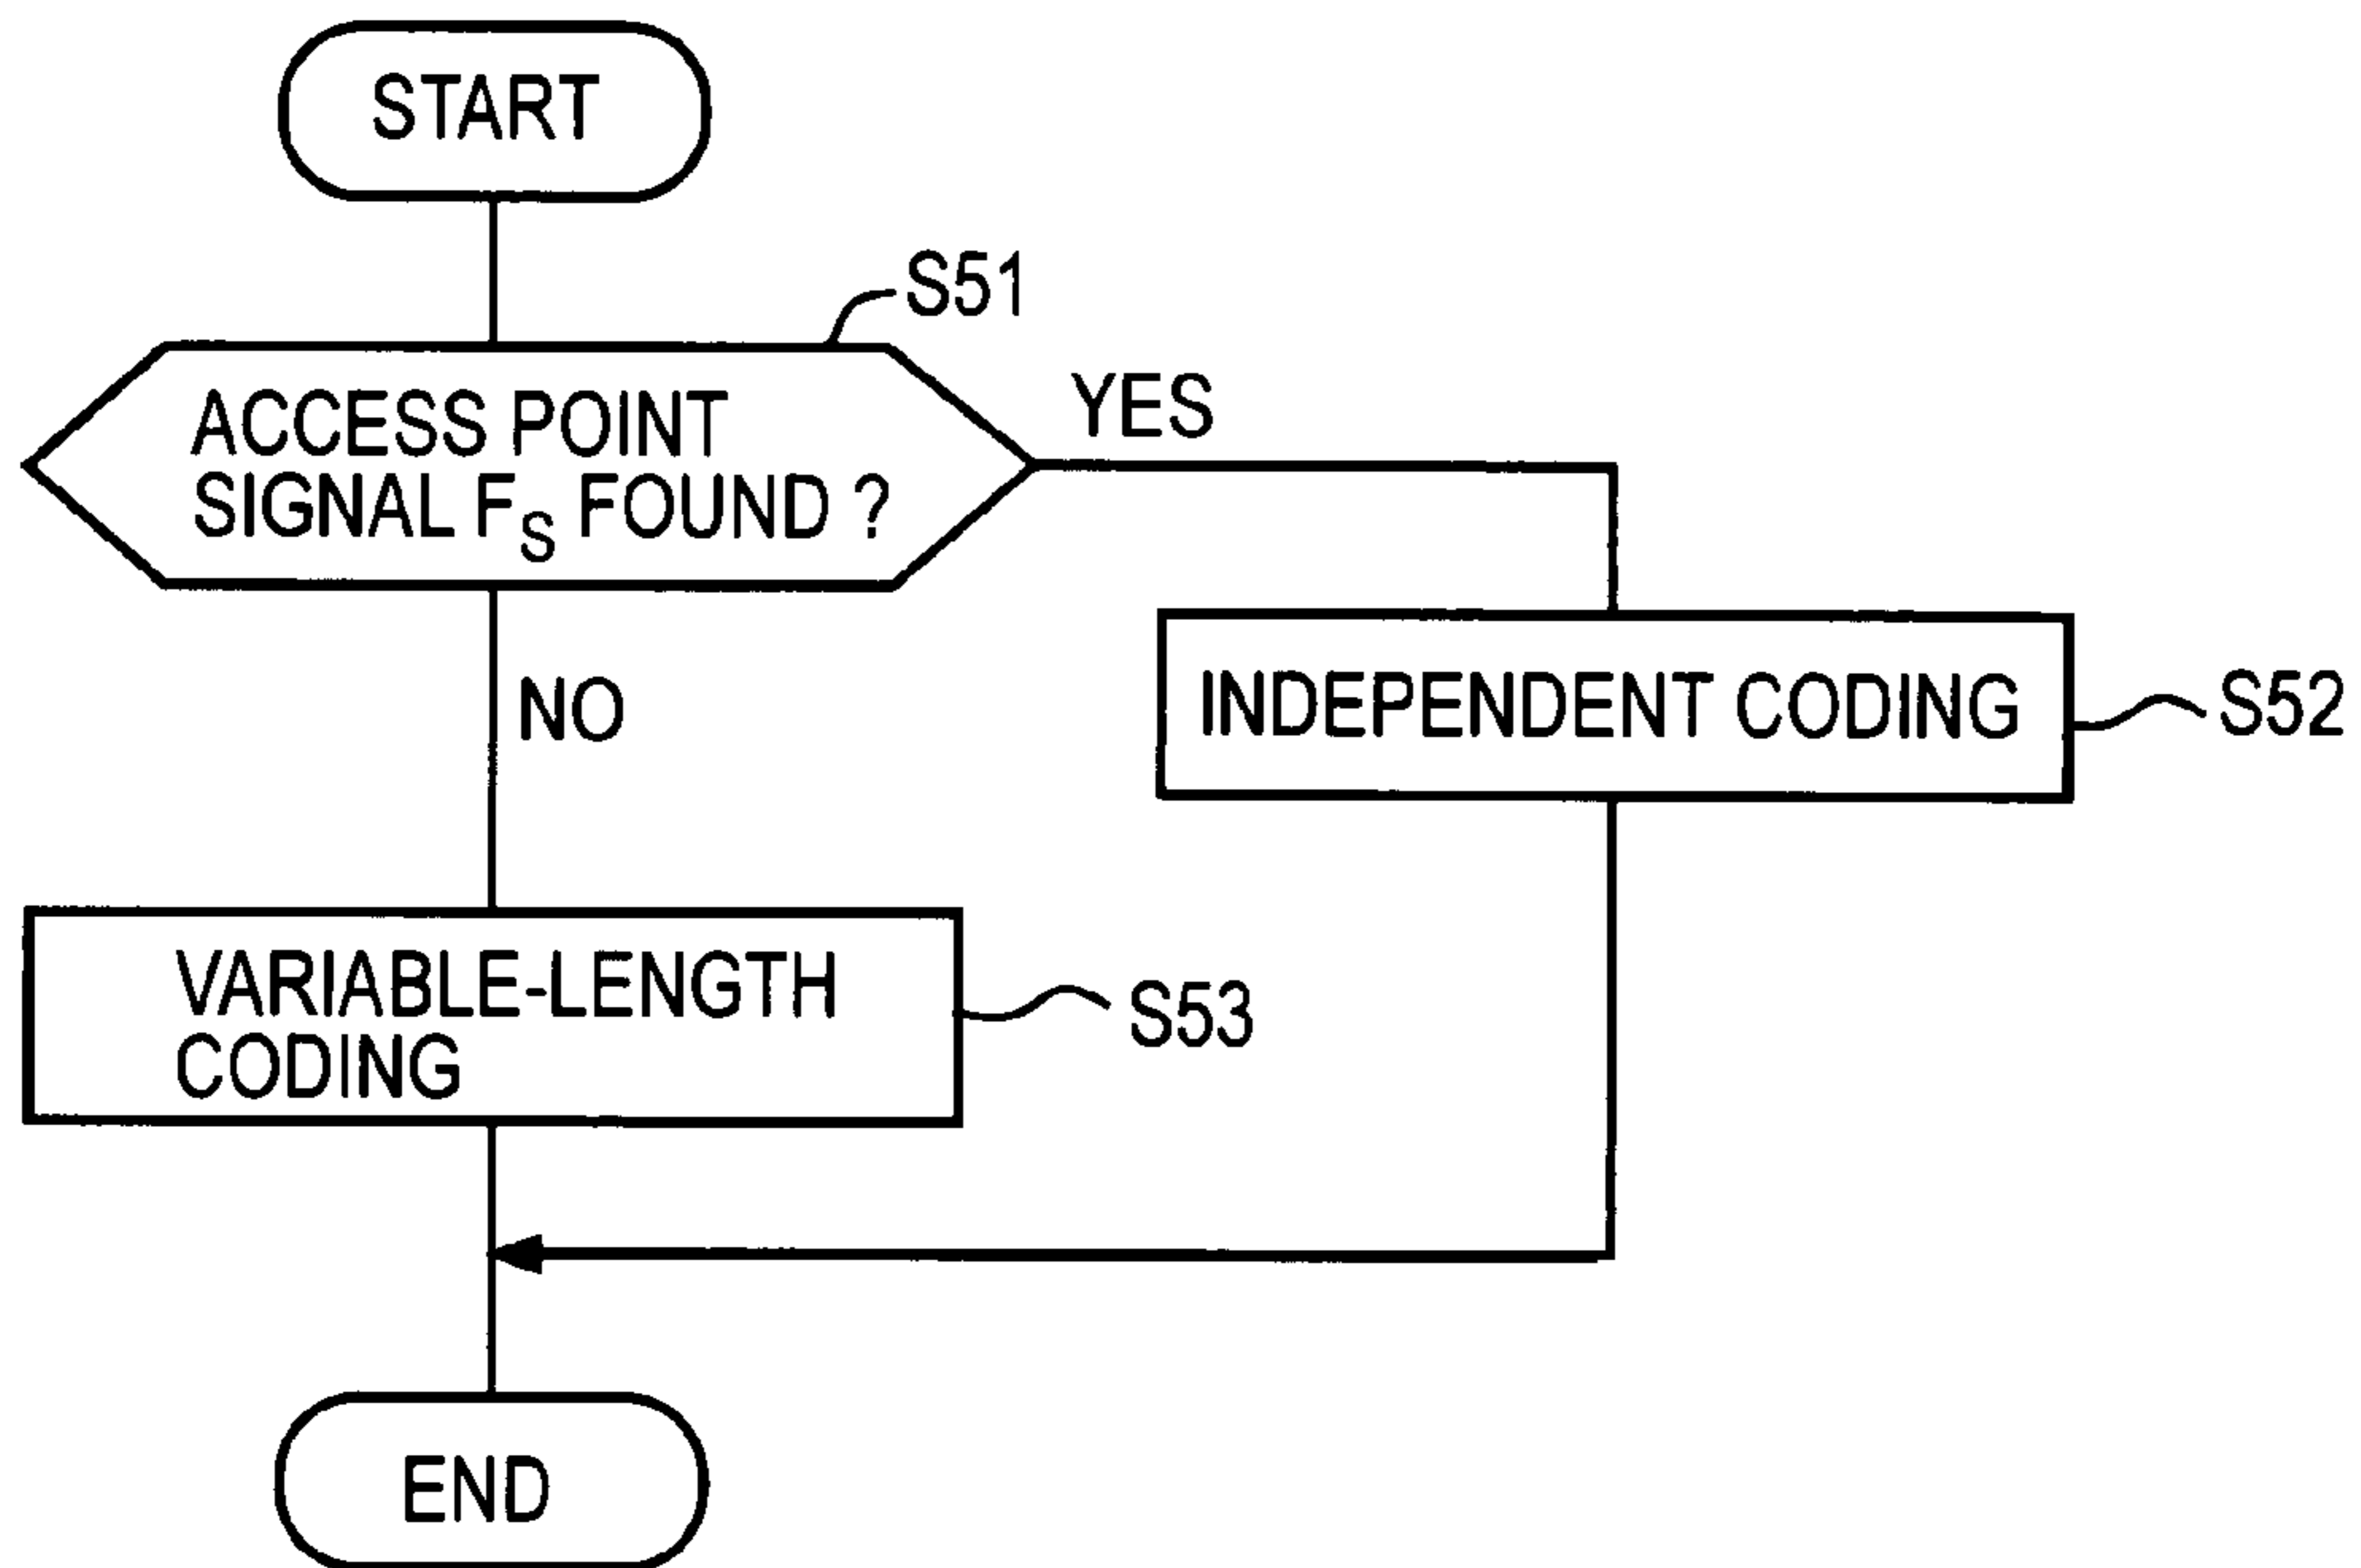 START
S51
ACCESS POINT
SIGNAL FS FOUND ?
YES
NO
INDEPENDENT CODING
S52
VARIABLE-LENGTH
CODING
S53
END